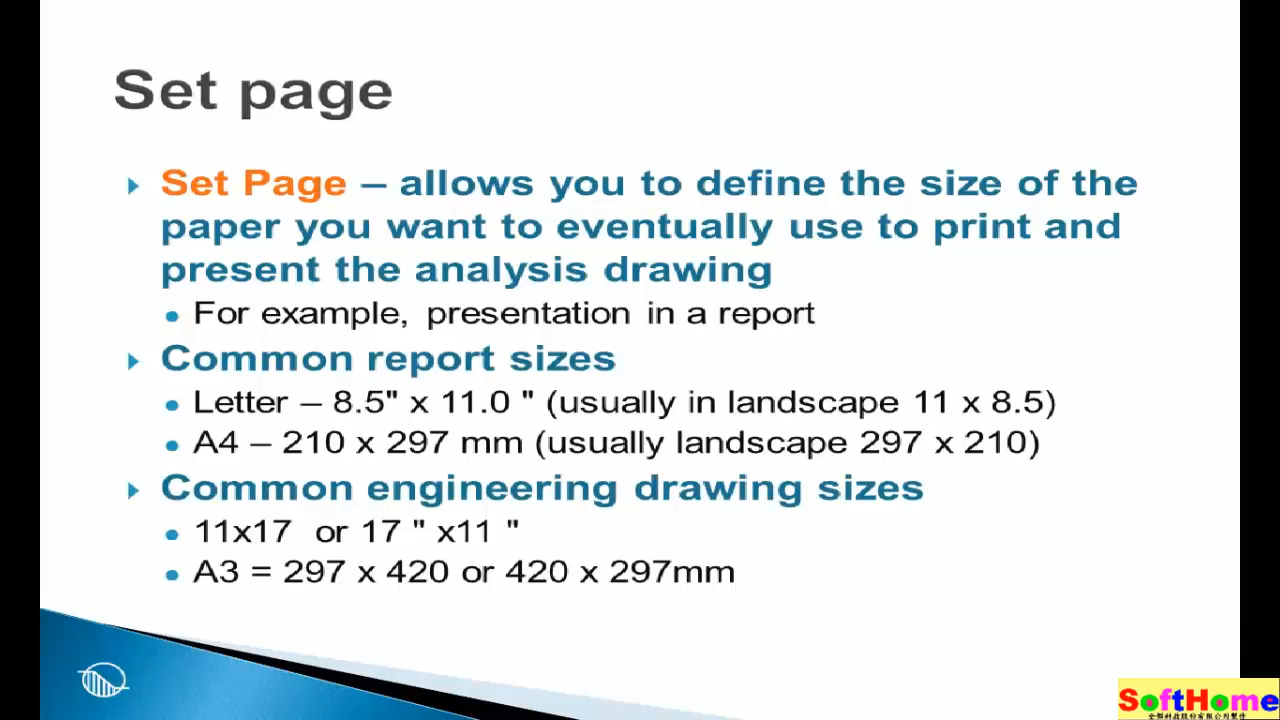 Set page
Set Page – allows you to define the size of the
paper you want to eventually use to print and
present the analysis drawing
For example, presentation in a report
Common report sizes
Letter – 8.5" x 11.0 " (usually in landscape 11 x 8.5)
A4 – 210 x 297 mm (usually landscape 297 x 210)
Common engineering drawing sizes
11x17 or 17 " x11 "
A3 = 297 x 420 or 420 x 297mm
SoftHome